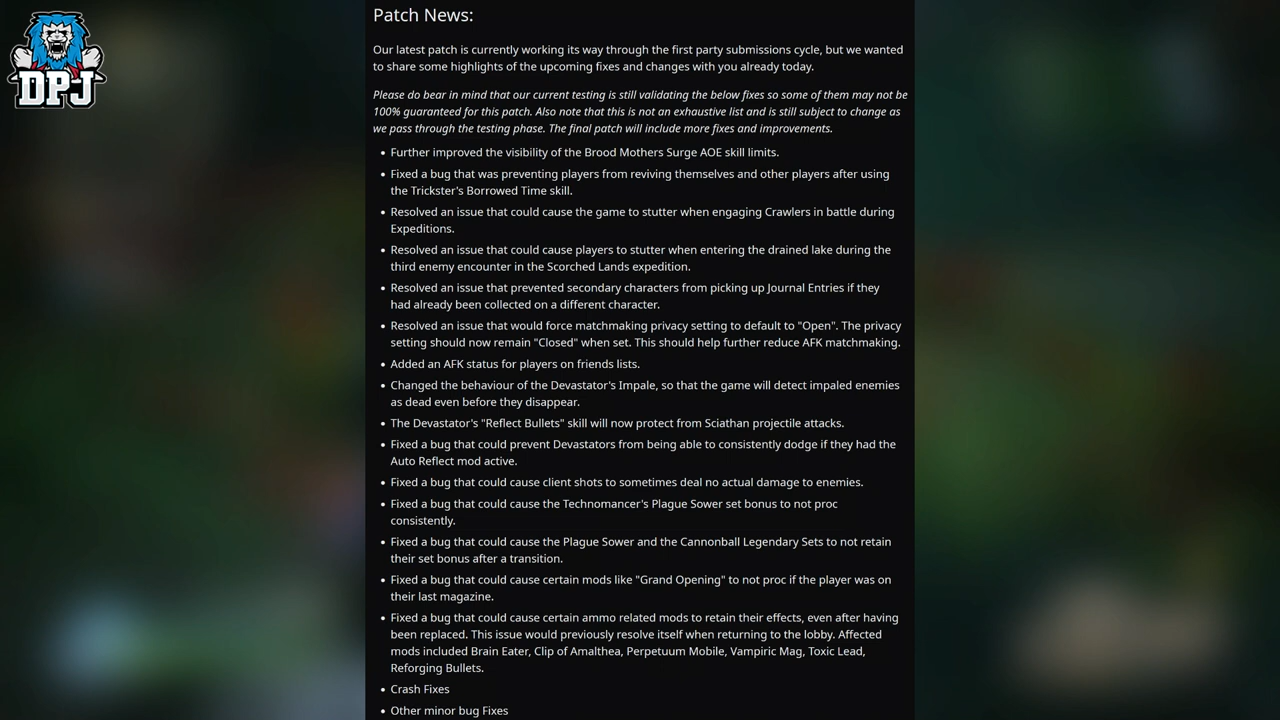 DPJ
Patch News:
Our latest patch is currently working its way through the first party submissions cycle, but we wanted
to share some highlights of the upcoming fixes and changes with you already today.
Please do bear in mind that our current testing is still validating the below fixes so some of them may not be
100% guaranteed for this patch. Also note that this is not an exhaustive list and is still subject to change as
we pass through the testing phase. The final patch will include more fixes and improvements.
• Further improved the visibility of the Brood Mothers Surge AOE skill limits.
• Fixed a bug that was preventing players from reviving themselves and other players after using
the Trickster's Borrowed Time skill.
• Resolved an issue that could cause the game to stutter when engaging Crawlers in battle during
Expeditions.
• Resolved an issue that could cause players to stutter when entering the drained lake during the
third enemy encounter in the Scorched Lands expedition.
• Resolved an issue that prevented secondary characters from picking up Journal Entries if they
had already been collected on a different character.
• Resolved an issue that would force matchmaking privacy setting to default to "Open". The privacy
setting should now remain "Closed" when set. This should help further reduce AFK matchmaking.
• Added an AFK status for players on friends lists.
• Changed the behaviour of the Devastator's Impale, so that the game will detect impaled enemies
as dead even before they disappear.
• The Devastator's "Reflect Bullets" skill will now protect from Sciathan projectile attacks.
• Fixed a bug that could prevent Devastators from being able to consistently dodge if they had the
Auto Reflect mod active.
• Fixed a bug that could cause client shots to sometimes deal no actual damage to enemies.
• Fixed a bug that could cause the Technomancer's Plague Sower set bonus to not proc
consistently.
• Fixed a bug that could cause the Plague Sower and the Cannonball Legendary Sets to not retain
their set bonus after a transition.
• Fixed a bug that could cause certain mods like "Grand Opening" to not proc if the player was on
their last magazine.
• Fixed a bug that could cause certain ammo related mods to retain their effects, even after having
been replaced. This issue would previously resolve itself when returning to the lobby. Affected
mods included Brain Eater, Clip of Amalthea, Perpetuum Mobile, Vampiric Mag, Toxic Lead,
Reforging Bullets.
• Crash Fixes
• Other minor bug Fixes